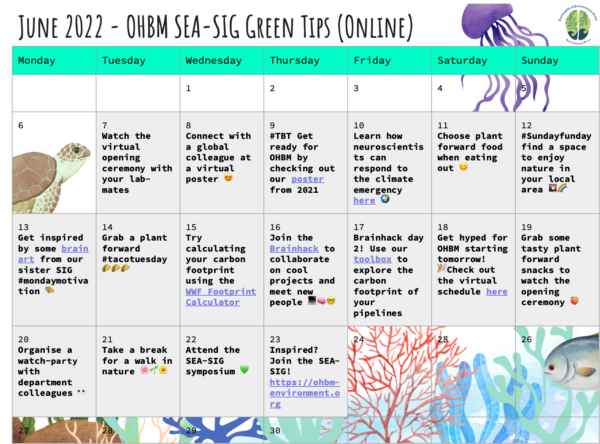 June 2022 - OHBM SEA-SIG Green Tips (Online)
Monday
Tuesday
Wednesday
Thursday
Friday
Saturday
Sunday
1
2
3
4
5
6
7
Watch the
virtual
opening
ceremony with
your lab-
mates
8
Connect with
a global
colleague at
a virtual
poster 😍
9
#TBT Get
ready for
OHBM by
checking out
our poster
from 2021
10
Learn how
neuroscientis
ts can
respond to
the climate
emergency
here 🌍
11
Choose plant
forward food
when eating
out 😋
12
#Sundayfunday
find a space
to enjoy
nature in
your local
area 🌄🌈
13
Get inspired
by some brain
art from our
sister SIG
#mondaymotiva
tion 🎨
14
Grab a plant
forward
#tacotuesday
🌮🌮🌮
15
Try
calculating
your carbon
footprint
using the
WWF Footprint
Calculator
16
Join the
Brainhack to
collaborate
on cool
projects and
meet new
people 💻🧠🤓
17
Brainhack day
2! Use our
toolbox to
explore the
carbon
footprint of
your
pipelines
18
Get hyped for
OHBM starting
tomorrow!
🎉Check out
the virtual
schedule here
19
Grab some
tasty plant
forward
snacks to
watch the
opening
ceremony 🍑
20
Organise a
watch-party
with
department
colleagues 👀
21
Take a break
for a walk in
nature 🌸🌱🌼
22
Attend the
SEA-SIG
symposium 💚
23
Inspired?
Join the SEA-
SIG!
https://ohbm-
environment.o
rg
24
25
26
27
28
29
30